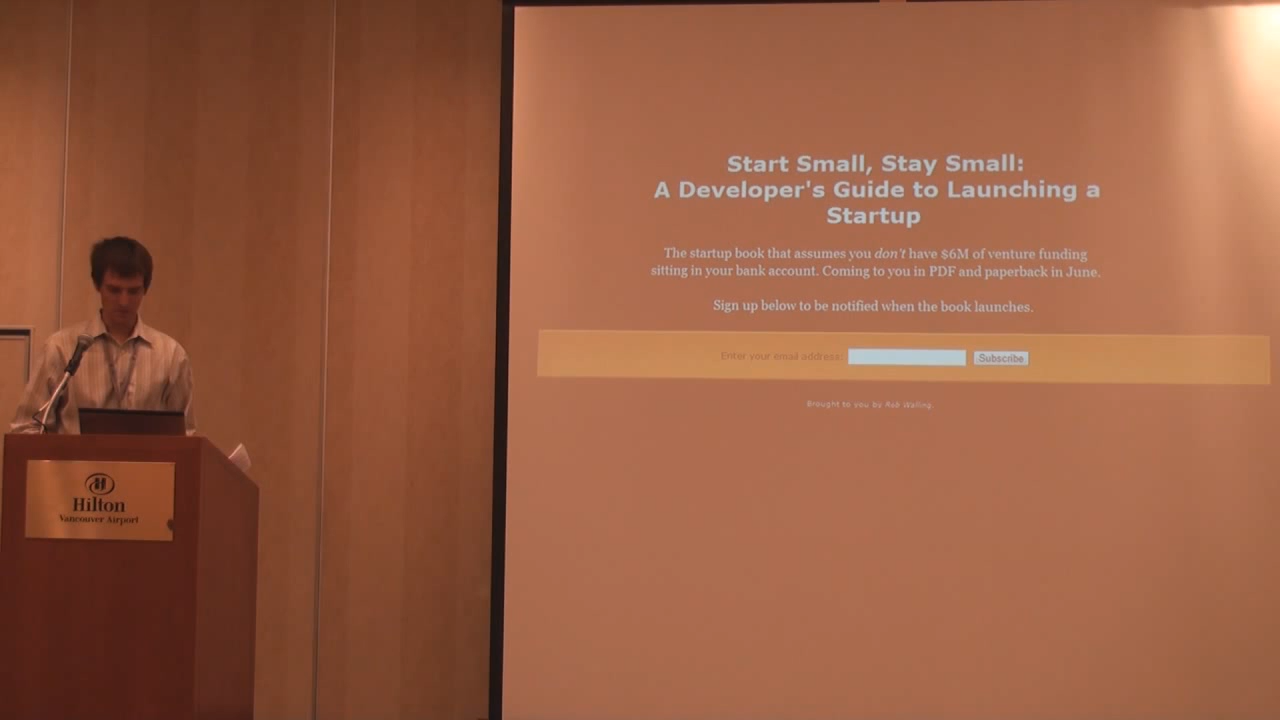 Start Small, Stay Small:
A Developer's Guide to Launching a
Startup
The startup book that assumes you don't have $6M of venture funding
sitting in your bank account. Coming to you in PDF and paperback in June.
Sign up below to be notified when the book launches.
Enter your email address: Subscribe
Brought to you by Rob Walling.
Hilton
Vancouver Airport